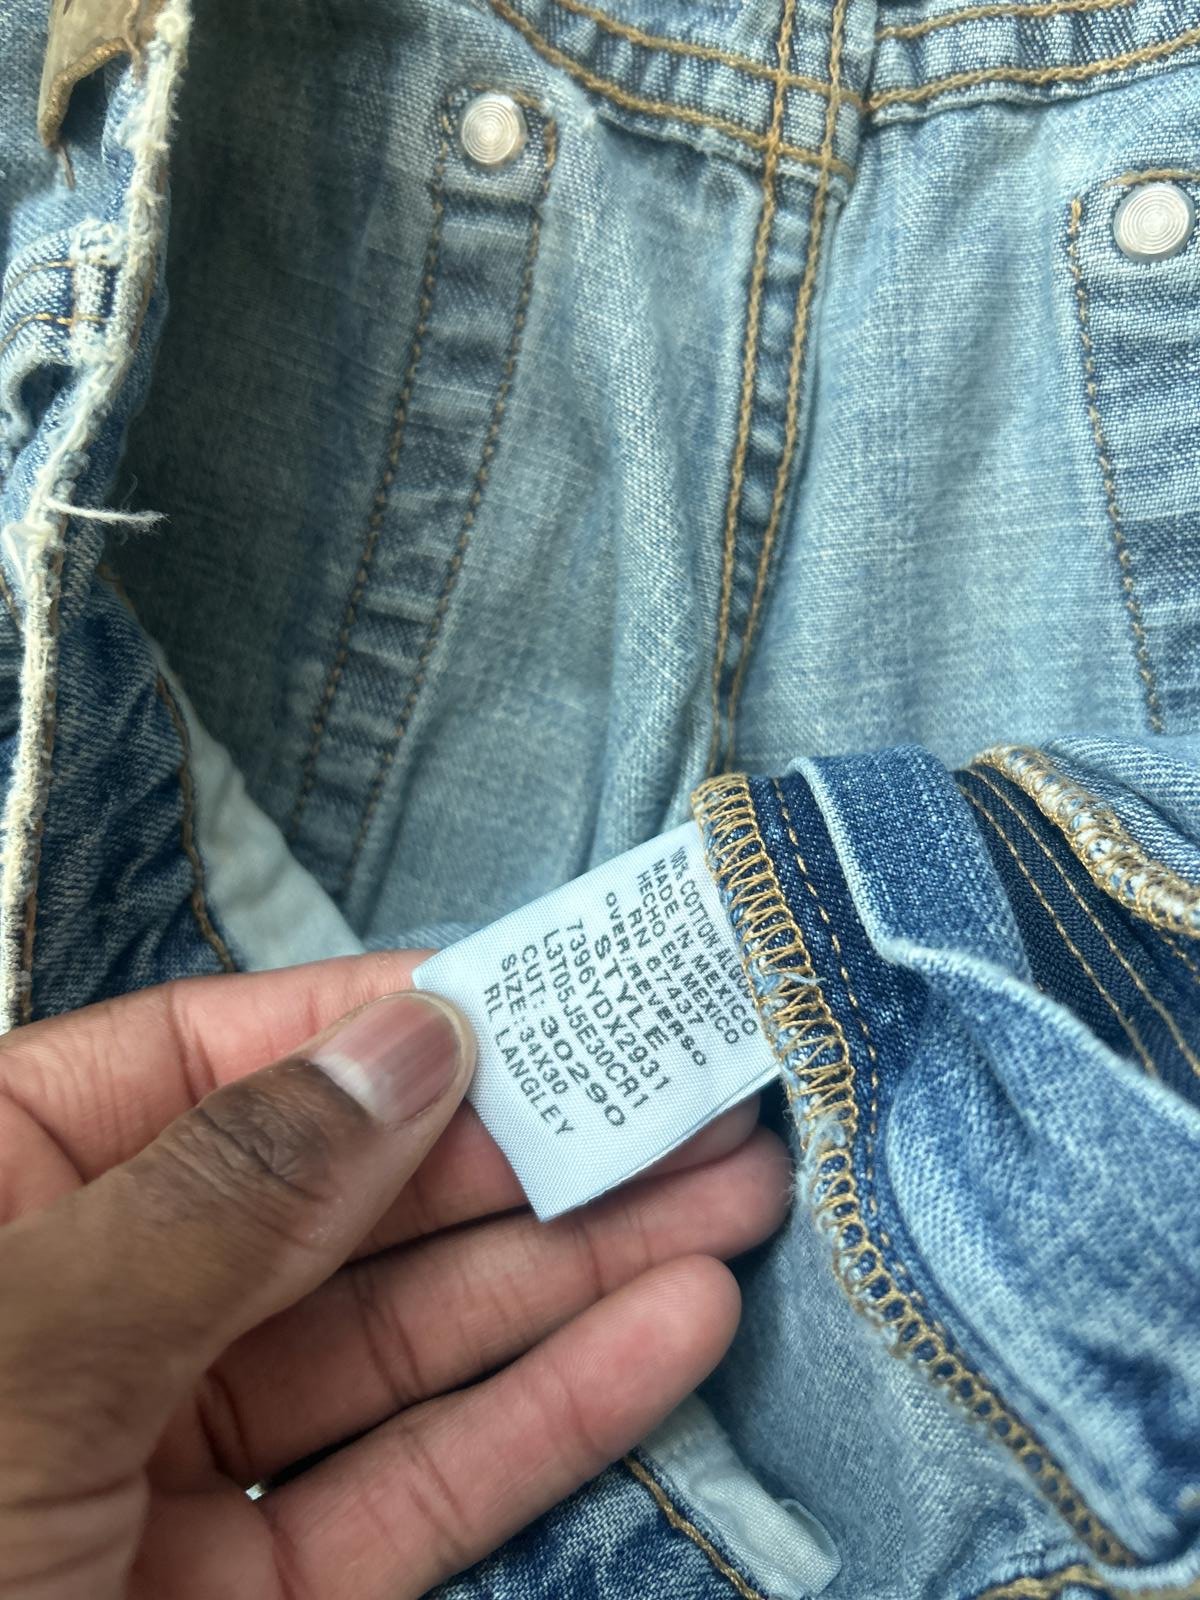 100% COTTON ALGO
MADE IN MEXICO
HECHO EN MEXICO
RN 67437
OVER/REVERSO
STYLE
7396YDX2931
L3T05J5E30CR1
CUT: 30290
SIZE: 34X30
RL LANGLEY